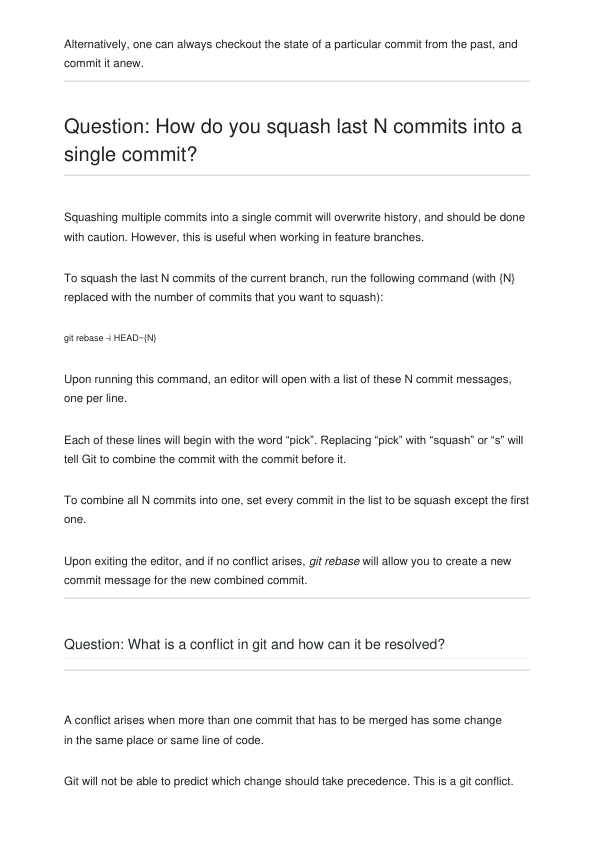 Alternatively, one can always checkout the state of a particular commit from the past, and
commit it anew.
Question: How do you squash last N commits into a
single commit?
Squashing multiple commits into a single commit will overwrite history, and should be done
with caution. However, this is useful when working in feature branches.
To squash the last N commits of the current branch, run the following command (with {N}
replaced with the number of commits that you want to squash):
git rebase -i HEAD~{N}
Upon running this command, an editor will open with a list of these N commit messages,
one per line.
Each of these lines will begin with the word “pick”. Replacing “pick” with “squash” or “s” will
tell Git to combine the commit with the commit before it.
To combine all N commits into one, set every commit in the list to be squash except the first
one.
Upon exiting the editor, and if no conflict arises, git rebase will allow you to create a new
commit message for the new combined commit.
Question: What is a conflict in git and how can it be resolved?
A conflict arises when more than one commit that has to be merged has some change
in the same place or same line of code.
Git will not be able to predict which change should take precedence. This is a git conflict.